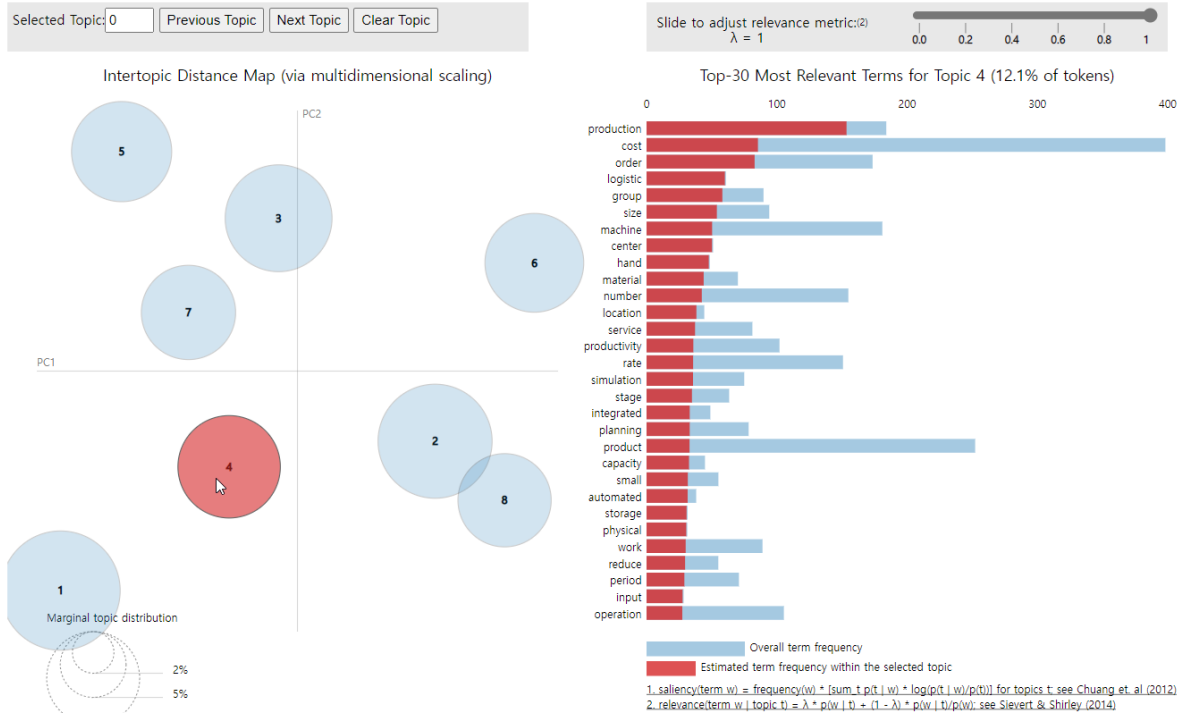 Selected Topic: 0 Previous Topic Next Topic Clear Topic
Slide to adjust relevance metric:(2)
λ = 1
0.0 0.2 0.4 0.6 0.8 1
Intertopic Distance Map (via multidimensional scaling)
PC2
PC1
5
3
6
7
2
4
8
1
Marginal topic distribution
2%
5%
Top-30 Most Relevant Terms for Topic 4 (12.1% of tokens)
0 100 200 300 400
production
cost
order
logistic
group
size
machine
center
hand
material
number
location
service
productivity
rate
simulation
stage
integrated
planning
product
capacity
small
automated
storage
physical
work
reduce
period
input
operation
Overall term frequency
Estimated term frequency within the selected topic
1. saliency(term w) = frequency(w) * [sum_t p(t | w) * log(p(t | w)/p(t))] for topics t; see Chuang et. al (2012)
2. relevance(term w | topic t) = λ * p(w | t) + (1 - λ) * p(w | t)/p(w); see Sievert & Shirley (2014)